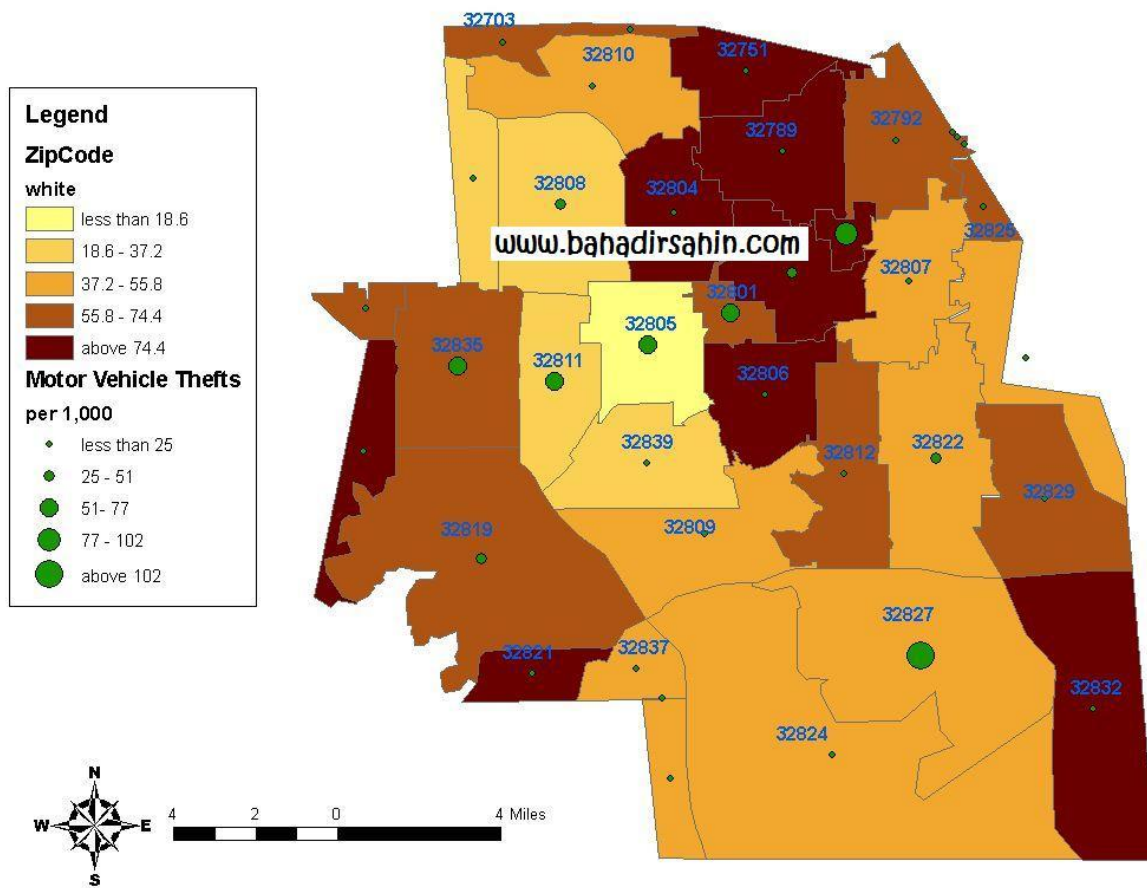 Legend
ZipCode
white
less than 18.6
18.6 - 37.2
37.2 - 55.8
55.8 - 74.4
above 74.4
Motor Vehicle Thefts
per 1,000
less than 25
25 - 51
51- 77
77 - 102
above 102
32703
32810
32751
32789
32792
32808
32804
32825
www.bahadirsahin.com
32807
32801
32805
32835
32811
32806
32839
32812
32822
32829
32819
32809
32827
32837
32821
32832
32824
N
W
E
S
4 2 0 4 Miles